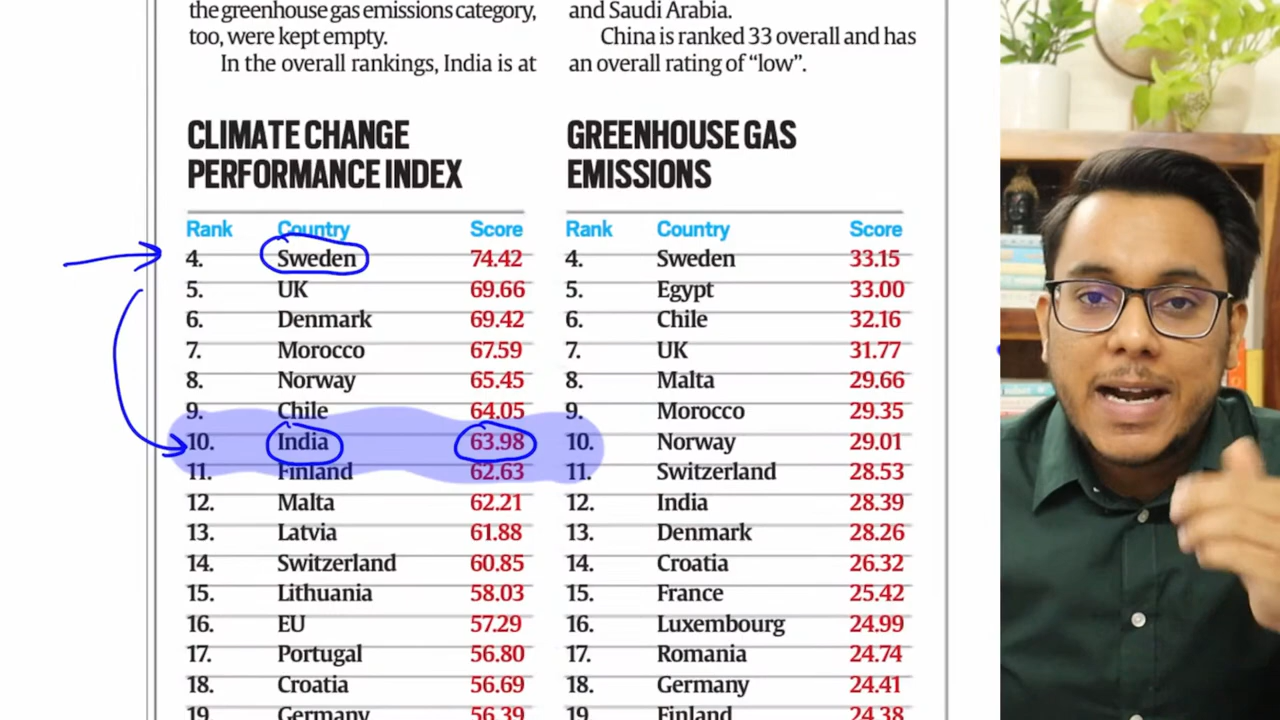 the greenhouse gas emissions category,
too, were kept empty.
In the overall rankings, India is at
and Saudi Arabia.
China is ranked 33 overall and has
an overall rating of “low”.
CLIMATE CHANGE
PERFORMANCE INDEX
Rank Country Score
4. Sweden 74.42
5. UK 69.66
6. Denmark 69.42
7. Morocco 67.59
8. Norway 65.45
9. Chile 64.05
10. India 63.98
11. Finland 62.63
12. Malta 62.21
13. Latvia 61.88
14. Switzerland 60.85
15. Lithuania 58.03
16. EU 57.29
17. Portugal 56.80
18. Croatia 56.69
19. Germany 56.39
GREENHOUSE GAS
EMISSIONS
Rank Country Score
4. Sweden 33.15
5. Egypt 33.00
6. Chile 32.16
7. UK 31.77
8. Malta 29.66
9. Morocco 29.35
10. Norway 29.01
11. Switzerland 28.53
12. India 28.39
13. Denmark 28.26
14. Croatia 26.32
15. France 25.42
16. Luxembourg 24.99
17. Romania 24.74
18. Germany 24.41
19. Finland 24.38